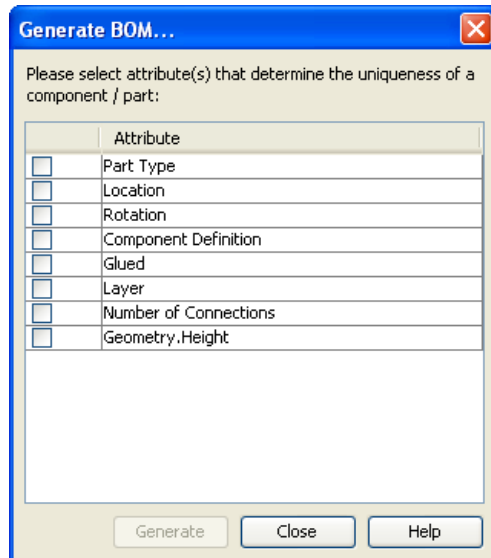 Generate BOM...
Please select attribute(s) that determine the uniqueness of a
component / part:
Attribute
Part Type
Location
Rotation
Component Definition
Glued
Layer
Number of Connections
Geometry.Height
Generate Close Help